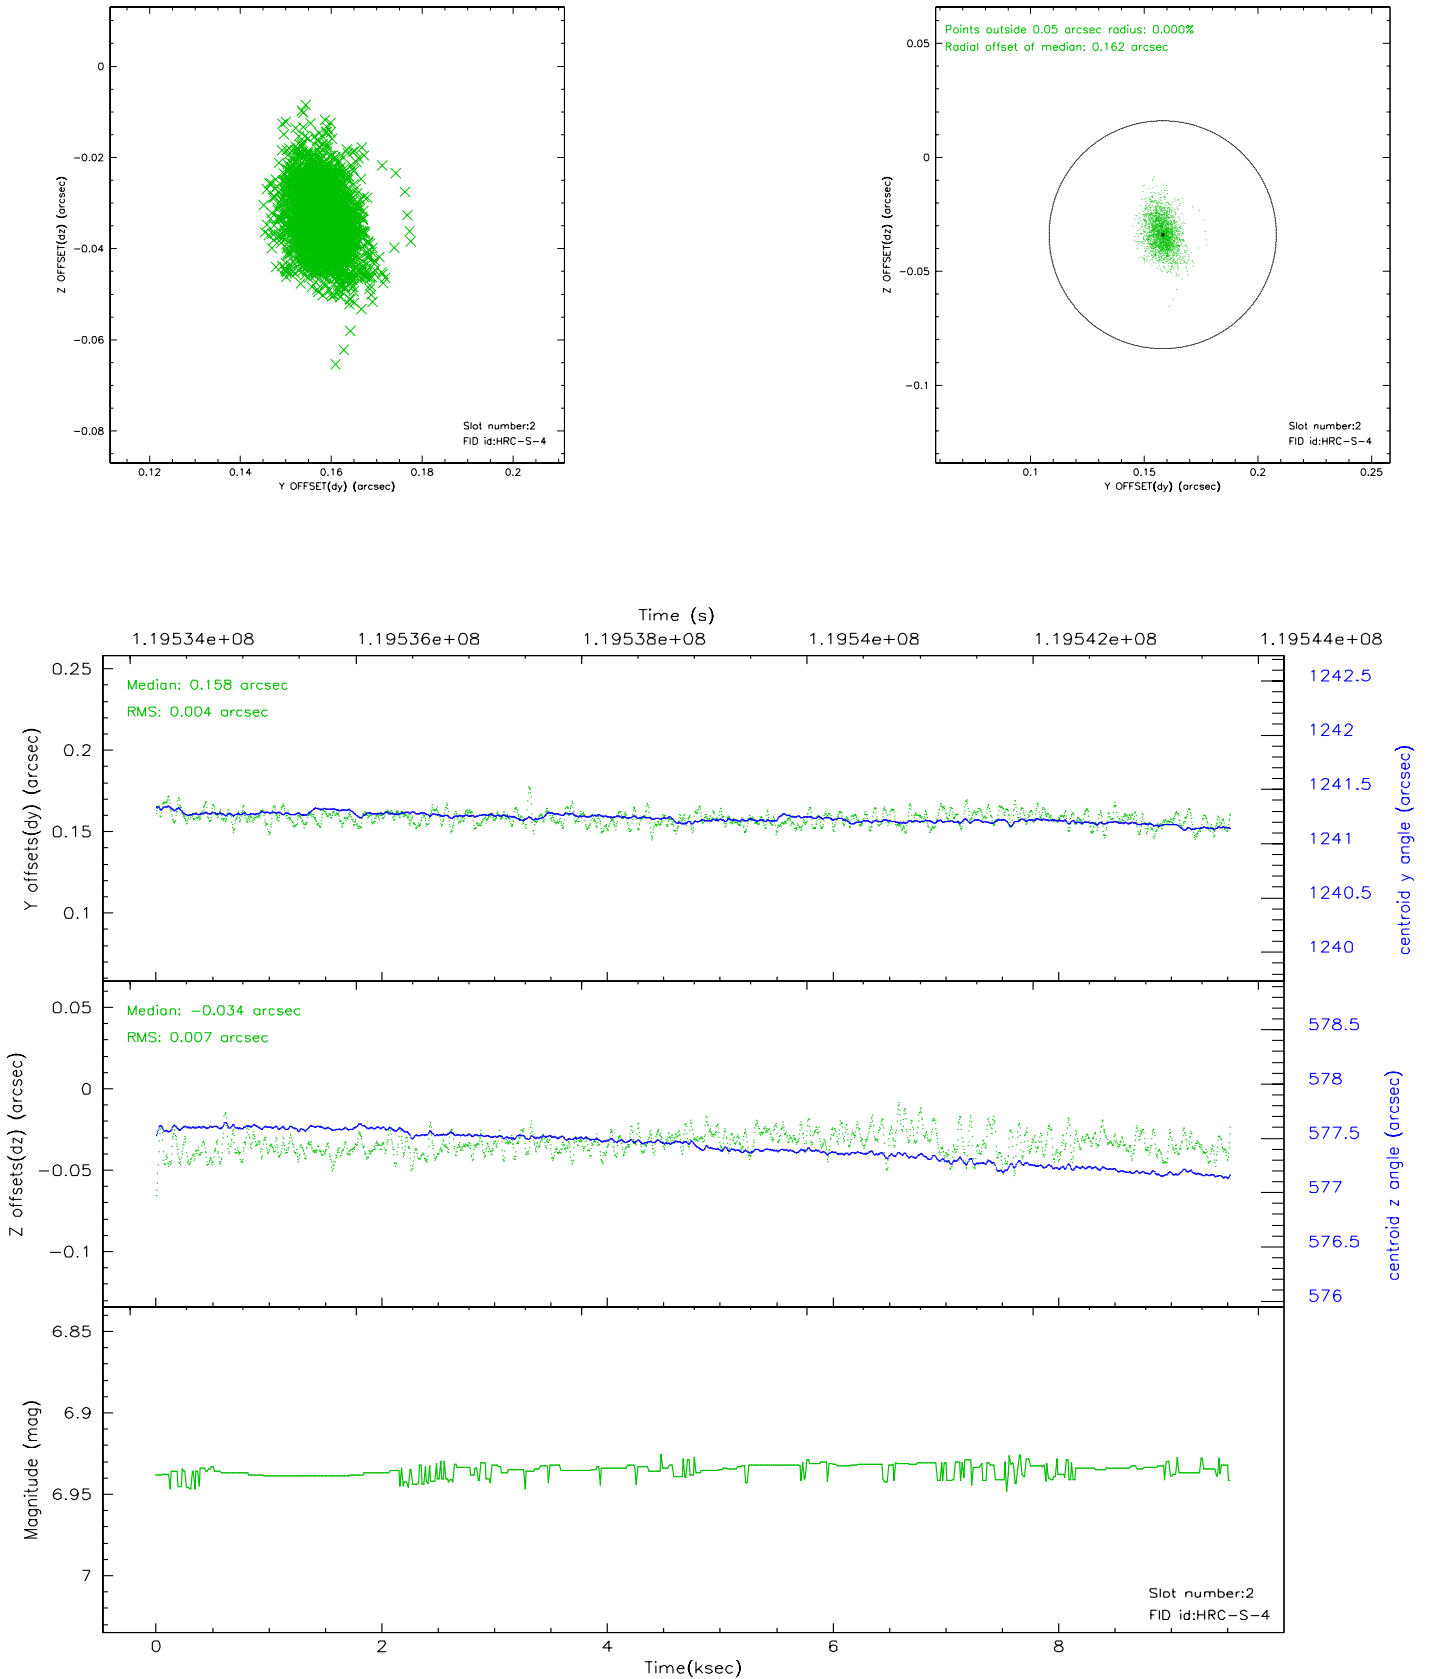 0
-0.02
-0.04
-0.06
-0.08
Z OFFSET(dz) (arcsec)
0.12 0.14 0.16 0.18 0.2
Y OFFSET(dy) (arcsec)
Slot number:2
FID id:HRC-S-4
Points outside 0.05 arcsec radius: 0.000%
Radial offset of median: 0.162 arcsec
0.05
0
-0.05
-0.1
Z OFFSET(dz) (arcsec)
0.1 0.15 0.2 0.25
Y OFFSET(dy) (arcsec)
Slot number:2
FID id:HRC-S-4
Time (s)
1.19534e+08 1.19536e+08 1.19538e+08 1.1954e+08 1.19542e+08 1.19544e+08
Median: 0.158 arcsec
RMS: 0.004 arcsec
0.25
0.2
0.15
0.1
Y offsets(dy) (arcsec)
1242.5
1242
1241.5
1241
1240.5
1240
centroid y angle (arcsec)
Median: -0.034 arcsec
RMS: 0.007 arcsec
0.05
0
-0.05
-0.1
Z offsets(dz) (arcsec)
578.5
578
577.5
577
576.5
576
centroid z angle (arcsec)
6.85
6.9
6.95
7
Magnitude (mag)
Slot number:2
FID id:HRC-S-4
0 2 4 6 8
Time(ksec)